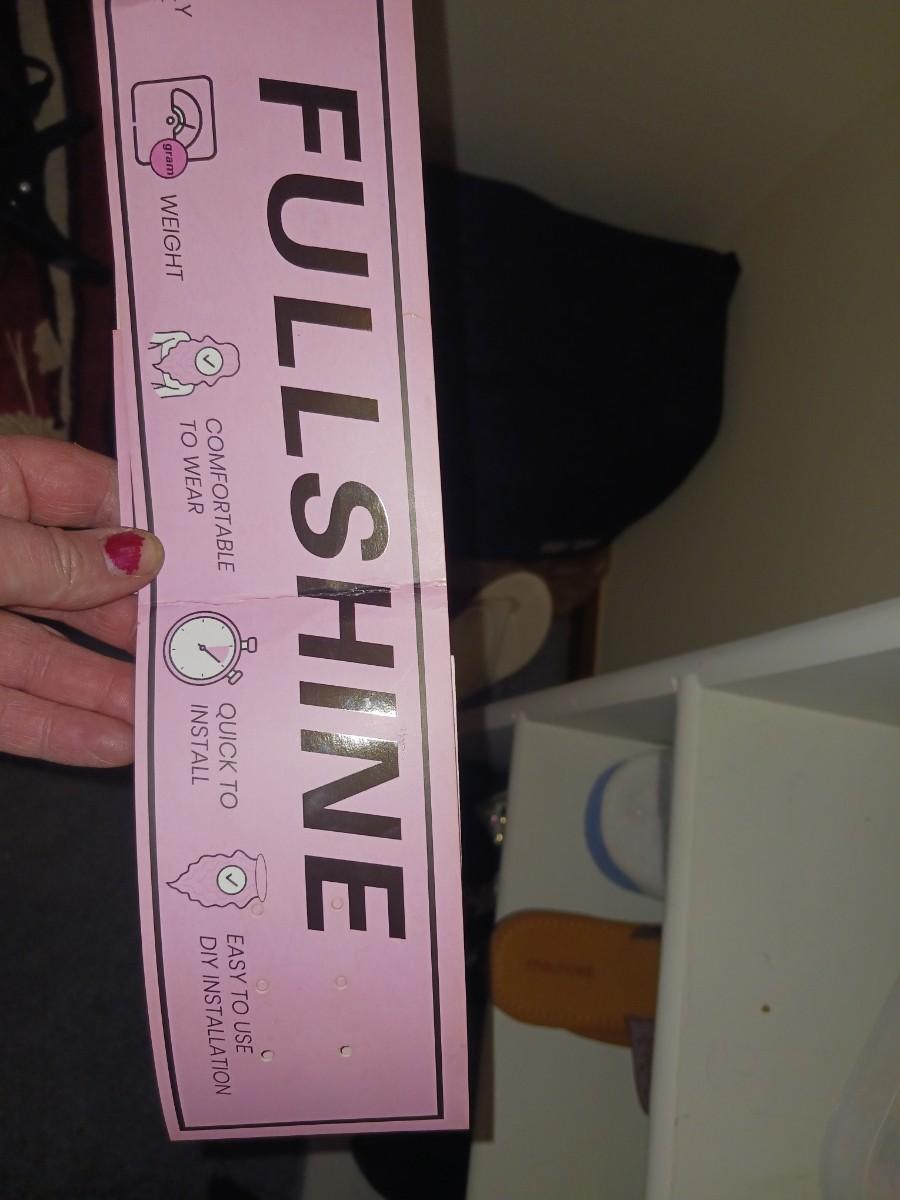 FULLSHINE
gram
WEIGHT
COMFORTABLE
TO WEAR
QUICK TO
INSTALL
EASY TO USE
DIY INSTALLATION